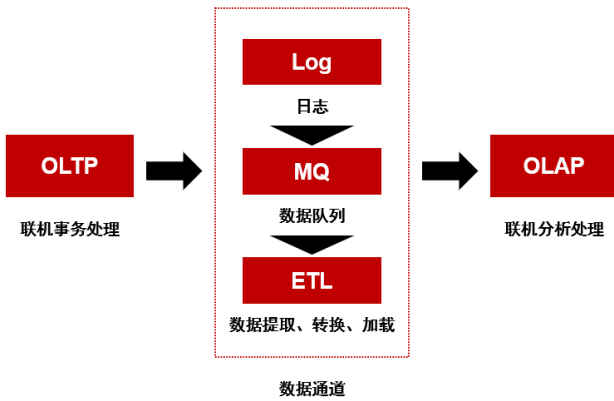 Log
日志
OLTP
MQ
OLAP
联机事务处理
数据队列
联机分析处理
ETL
数据提取、转换、加载
数据通道